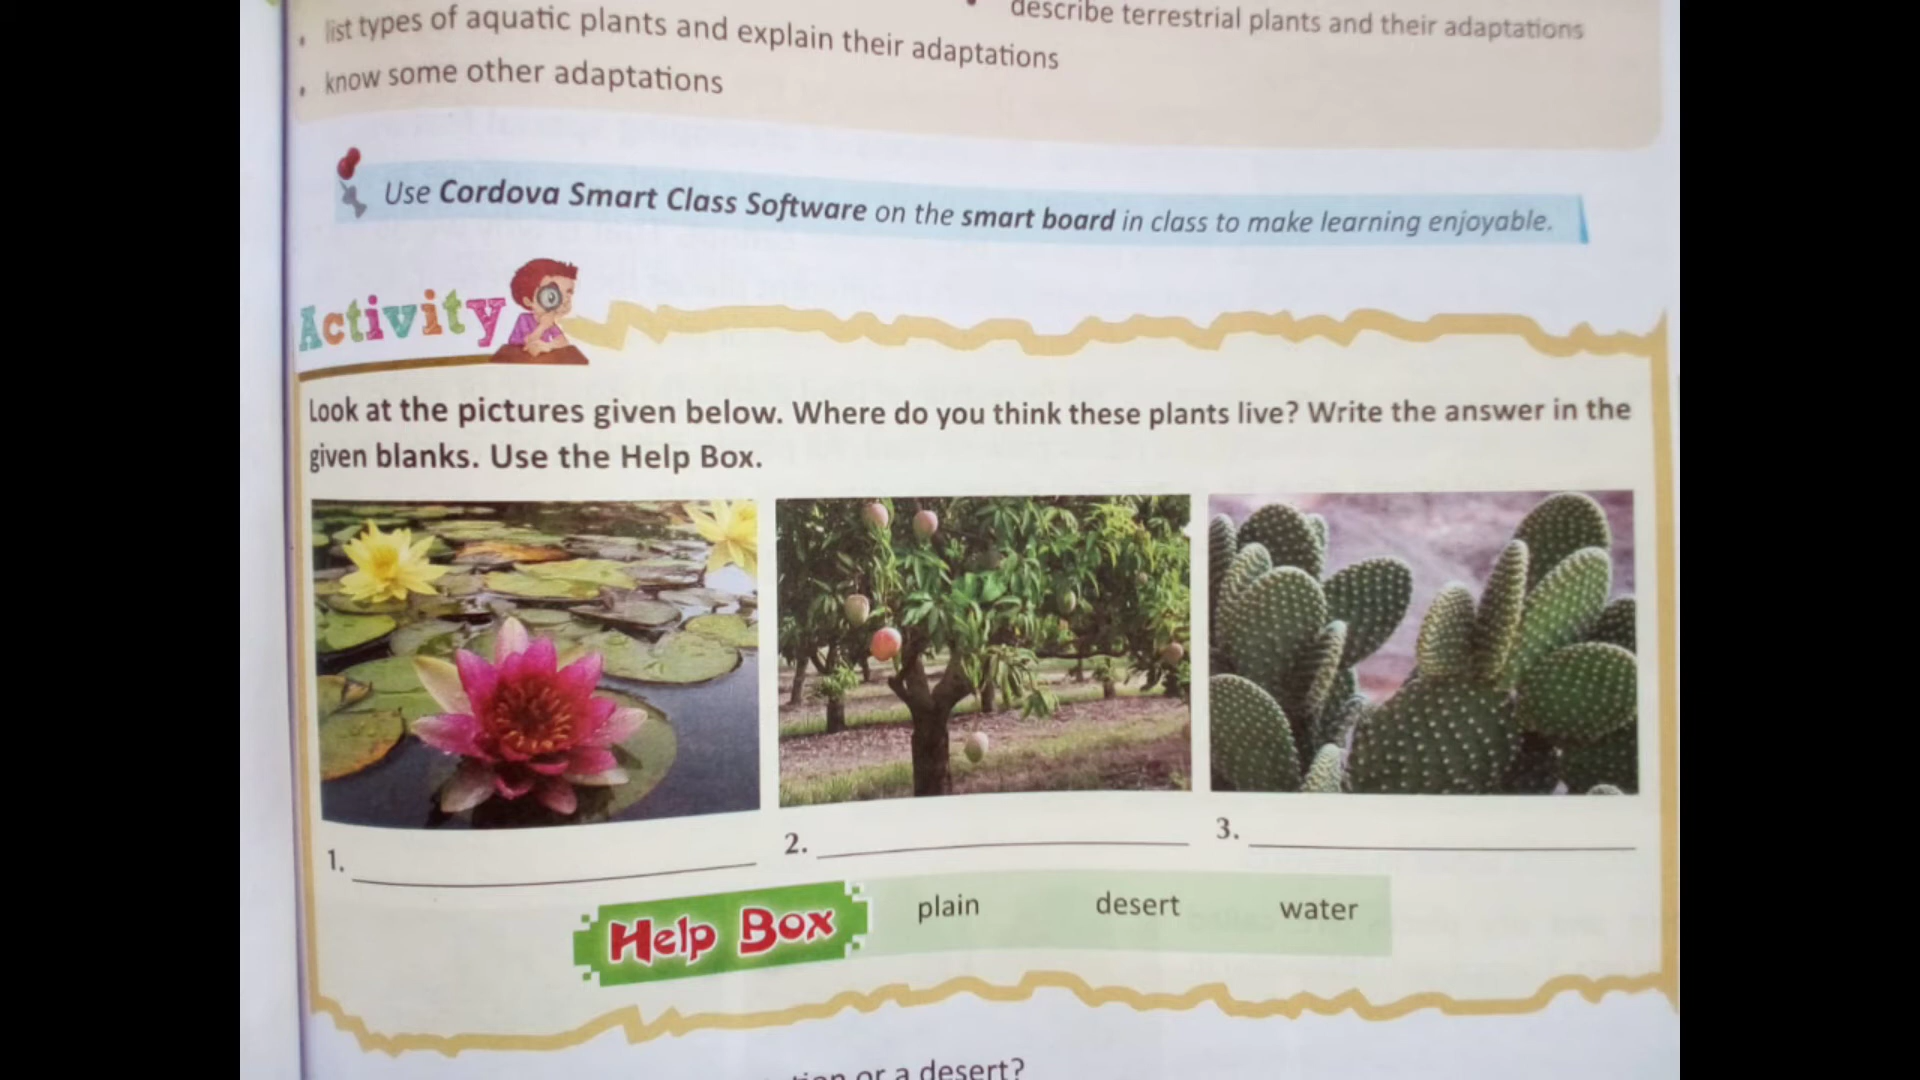 list types of aquatic plants and explain their adaptations
describe terrestrial plants and their adaptations
know some other adaptations
Use Cordova Smart Class Software on the smart board in class to make learning enjoyable.
Activity
Look at the pictures given below. Where do you think these plants live? Write the answer in the
given blanks. Use the Help Box.
1.
2.
3.
Help Box
plain desert water
or a desert?